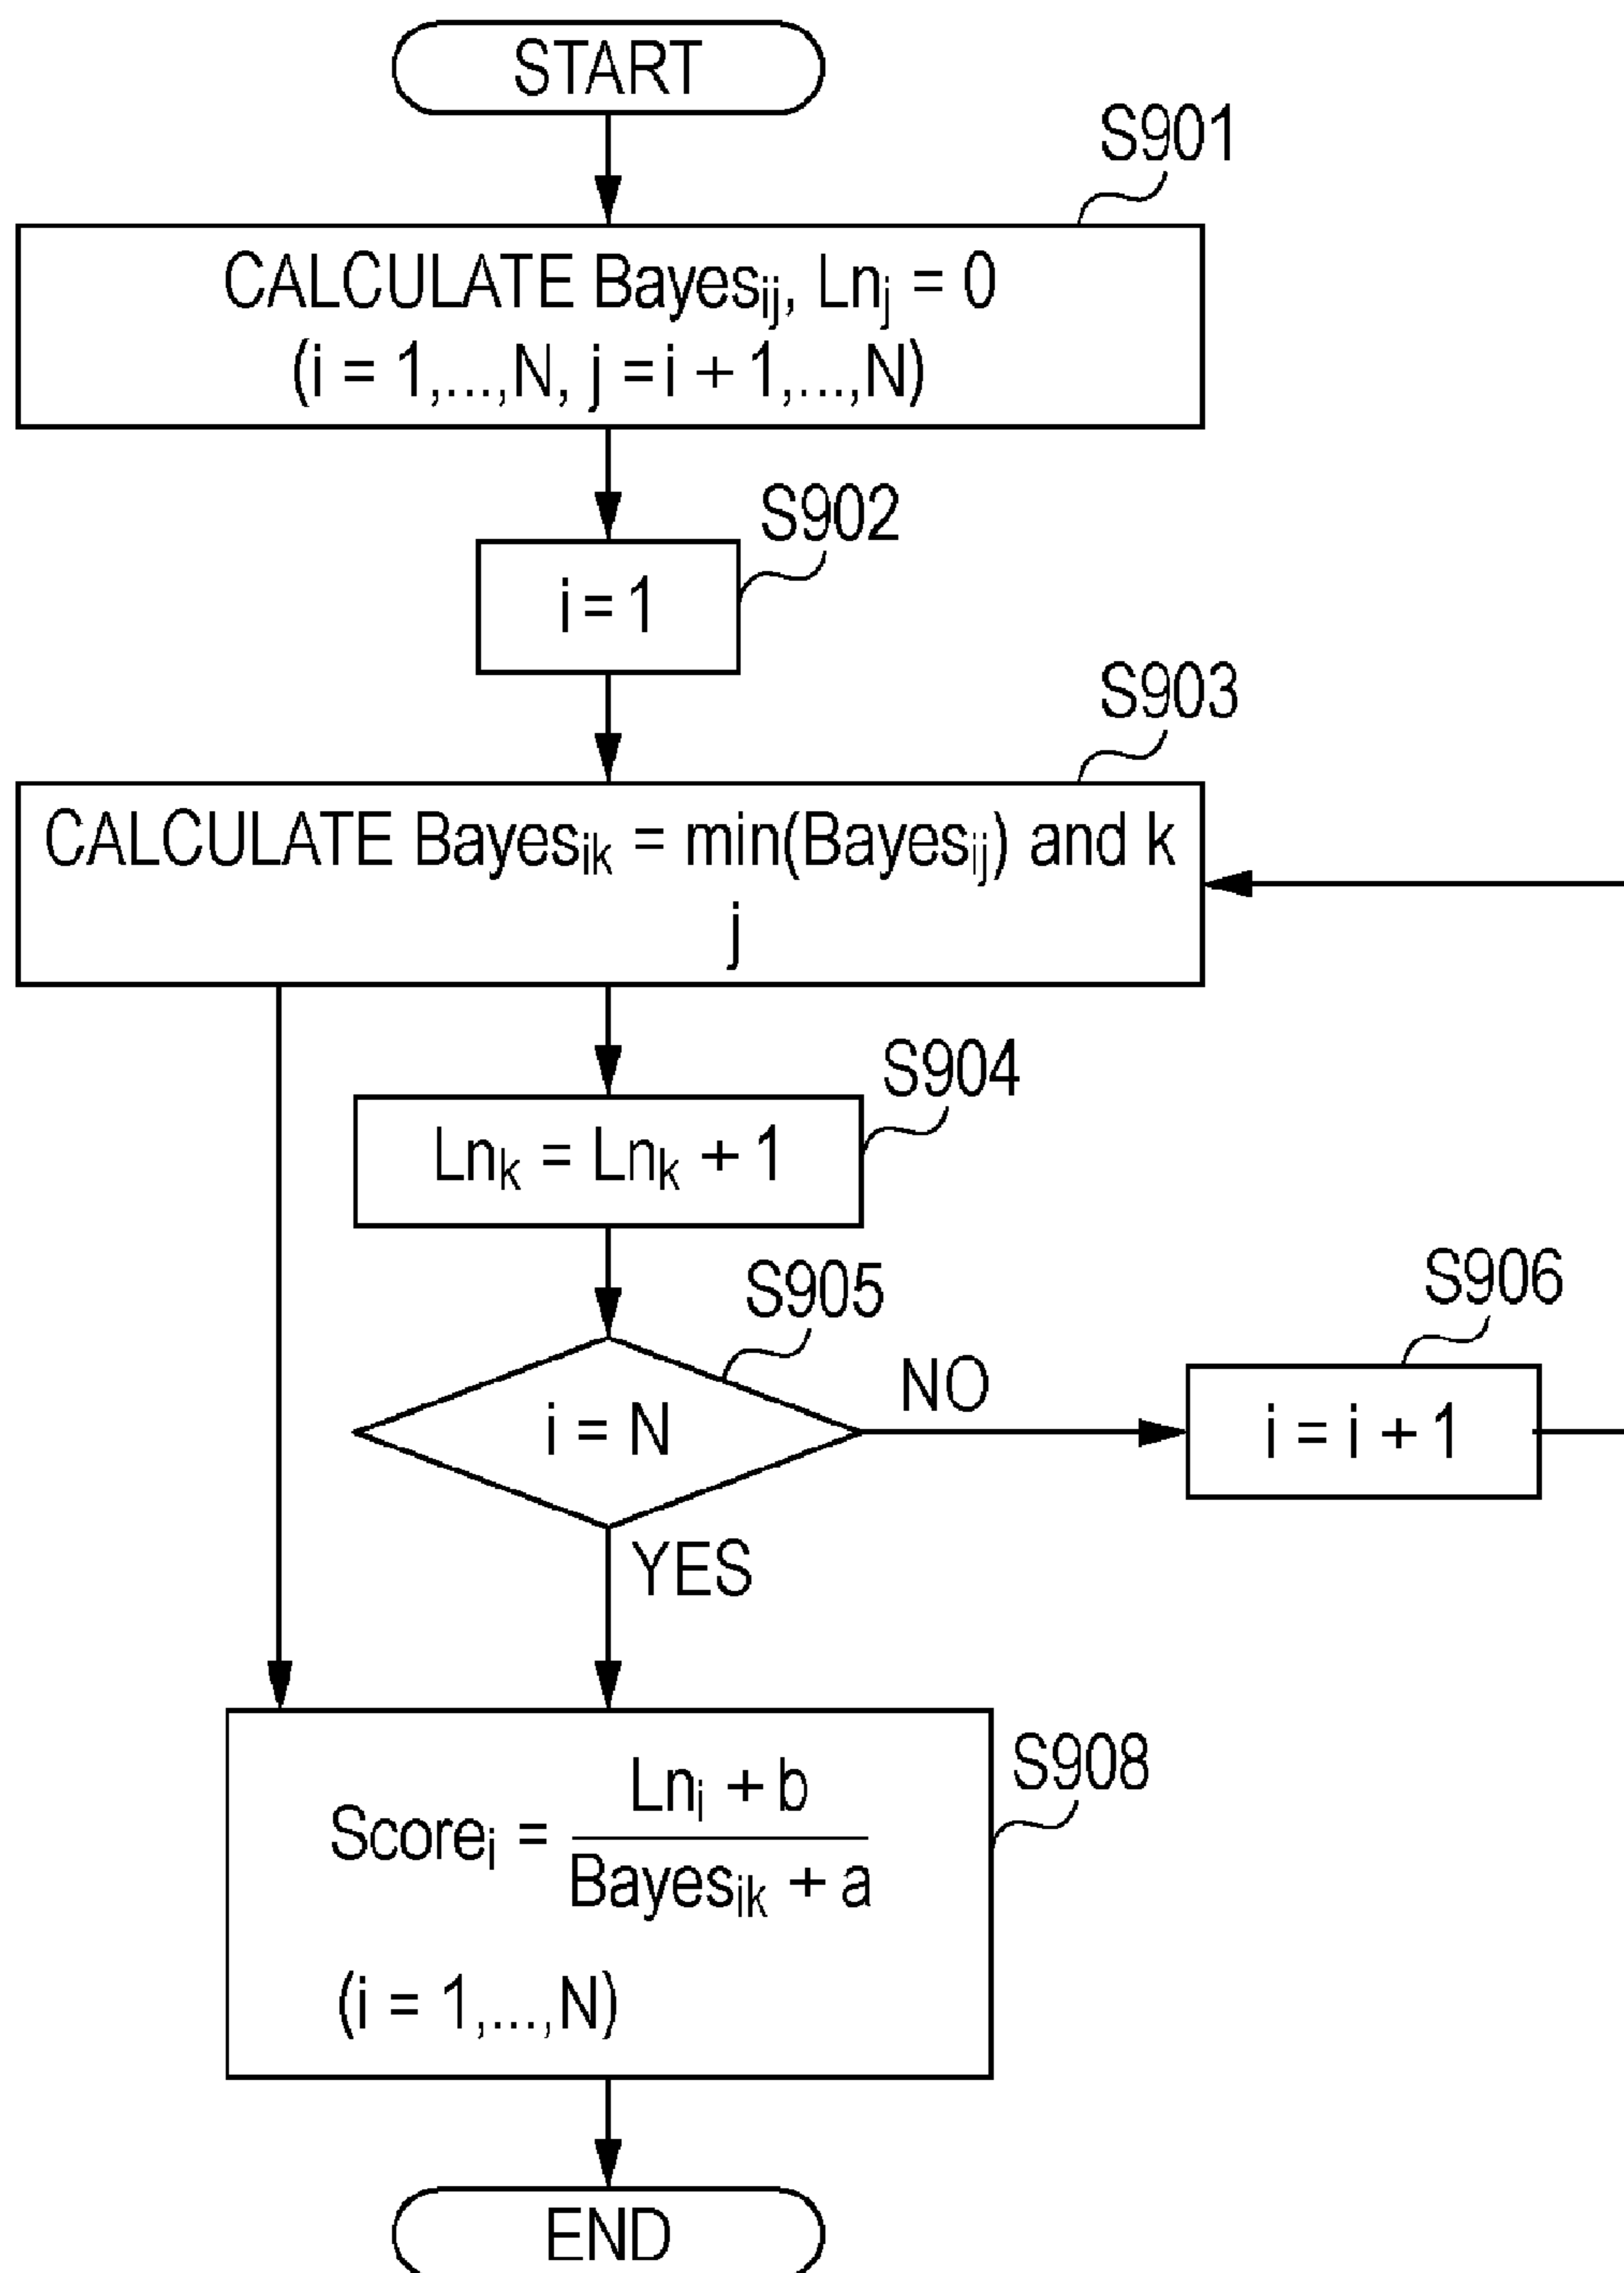 START
S901
CALCULATE Bayesij, Lnj = 0
(i = 1,...,N, j = i + 1,...,N)
S902
i = 1
S903
CALCULATE Bayesik = min(Bayesij) and k
j
S904
Lnk = Lnk + 1
S905
S906
i = N
NO
i = i + 1
YES
S908
Scorei = Lni + b
Bayesik + a
(i = 1,...,N)
END